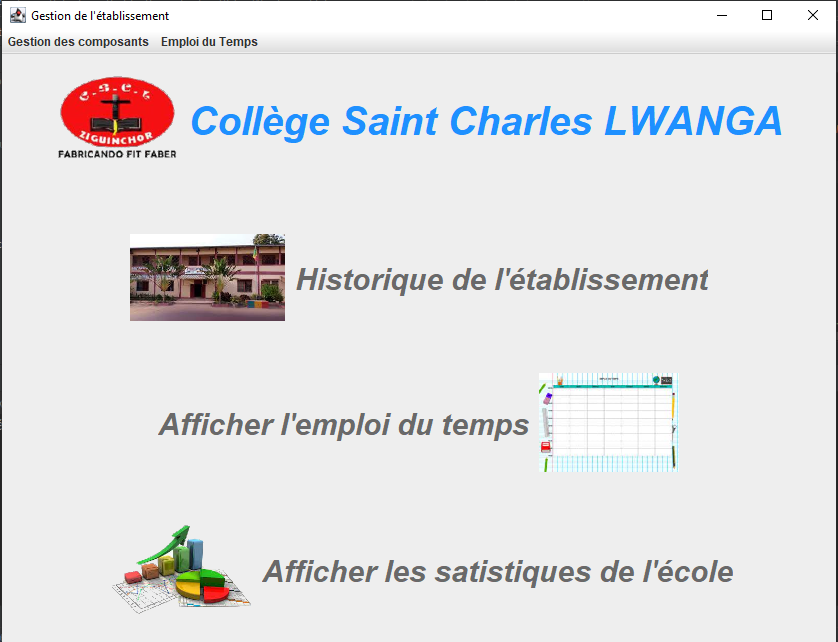 Gestion de l'établissement
Gestion des composants Emploi du Temps
C.S.C.L
ZIGUINCHOR
FABRICANDO FIT FABER
Collège Saint Charles LWANGA
Historique de l'établissement
Afficher l'emploi du temps
Afficher les satistiques de l'école